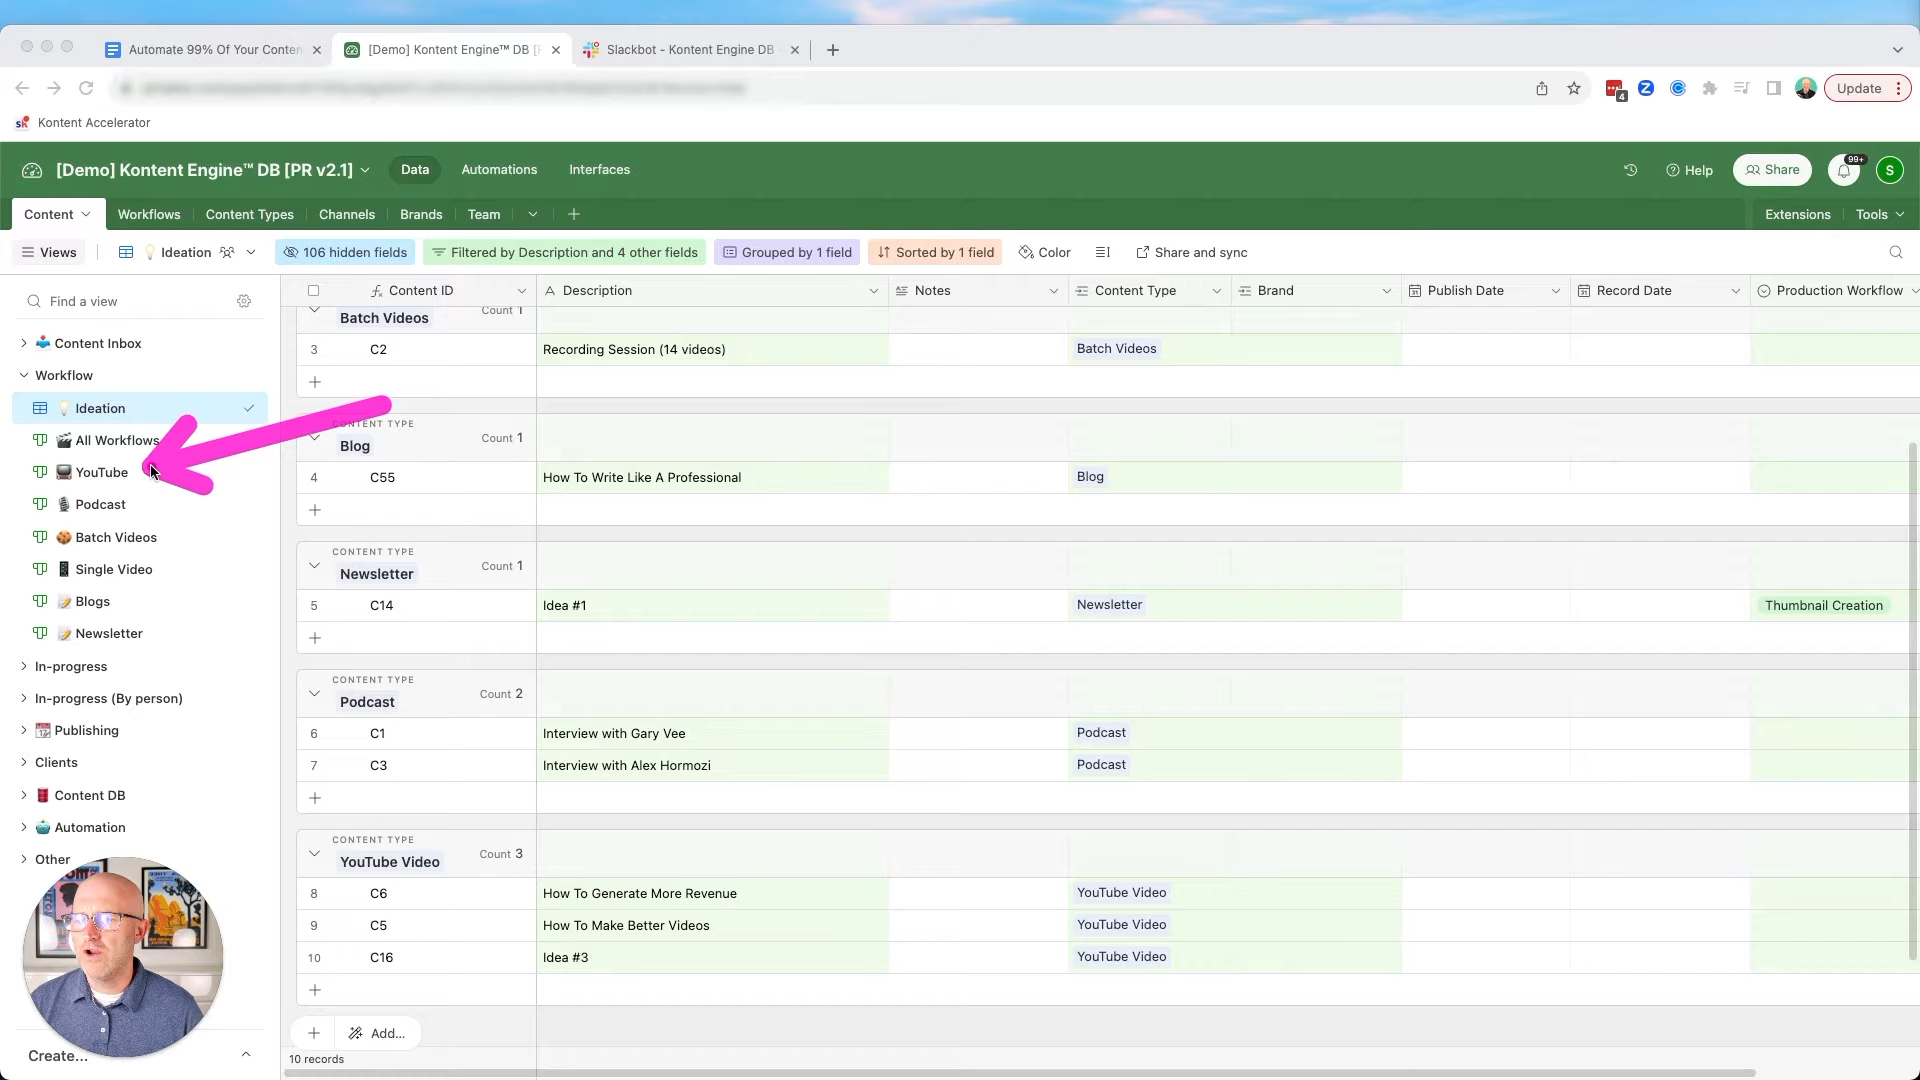 Automate 99% Of Your Conten
[Demo] Kontent Engine™ DB [P
Slackbot - Kontent Engine DB
4
Update
Kontent Accelerator
[Demo] Kontent Engine™ DB [PR v2.1]
Data
Automations
Interfaces
Help
Share
99+
S
Content
Workflows
Content Types
Channels
Brands
Team
Extensions
Tools
Views
Ideation
106 hidden fields
Filtered by Description and 4 other fields
Grouped by 1 field
Sorted by 1 field
Color
Share and sync
Find a view
Content Inbox
Workflow
Ideation
All Workflows
YouTube
Podcast
Batch Videos
Single Video
Blogs
Newsletter
In-progress
In-progress (By person)
Publishing
Clients
Content DB
Automation
Other
Create...
Content ID
Description
Notes
Content Type
Brand
Publish Date
Record Date
Production Workflow
Batch Videos
Count 1
3 C2 Recording Session (14 videos) Batch Videos
CONTENT TYPE
Blog
Count 1
4 C55 How To Write Like A Professional Blog
CONTENT TYPE
Newsletter
Count 1
5 C14 Idea #1 Newsletter Thumbnail Creation
CONTENT TYPE
Podcast
Count 2
6 C1 Interview with Gary Vee Podcast
7 C3 Interview with Alex Hormozi Podcast
CONTENT TYPE
YouTube Video
Count 3
8 C6 How To Generate More Revenue YouTube Video
9 C5 How To Make Better Videos YouTube Video
10 C16 Idea #3 YouTube Video
Add...
10 records